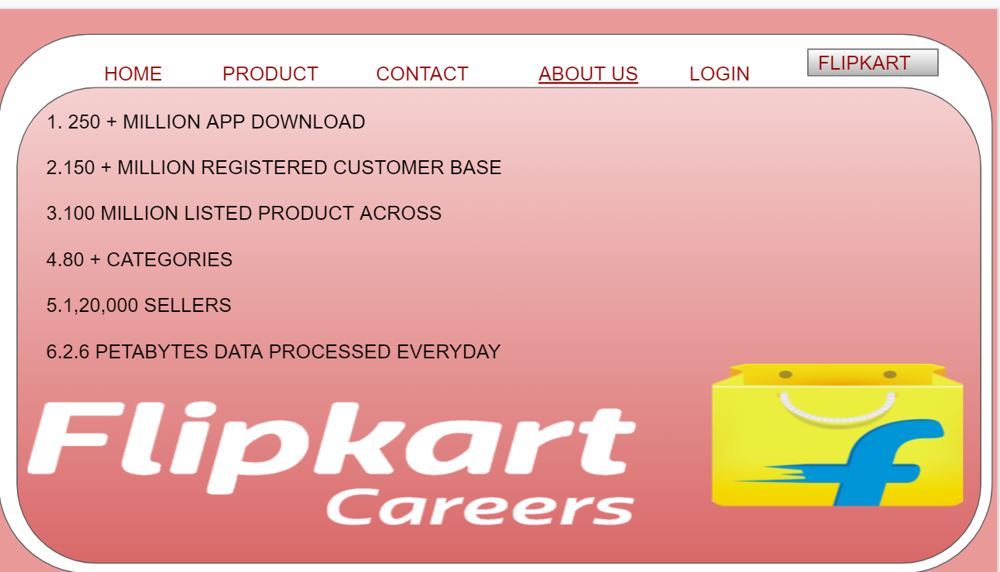 HOME PRODUCT CONTACT ABOUT US LOGIN FLIPKART
1. 250 + MILLION APP DOWNLOAD
2.150 + MILLION REGISTERED CUSTOMER BASE
3.100 MILLION LISTED PRODUCT ACROSS
4.80 + CATEGORIES
5.1,20,000 SELLERS
6.2.6 PETABYTES DATA PROCESSED EVERYDAY
Flipkart
Careers
f